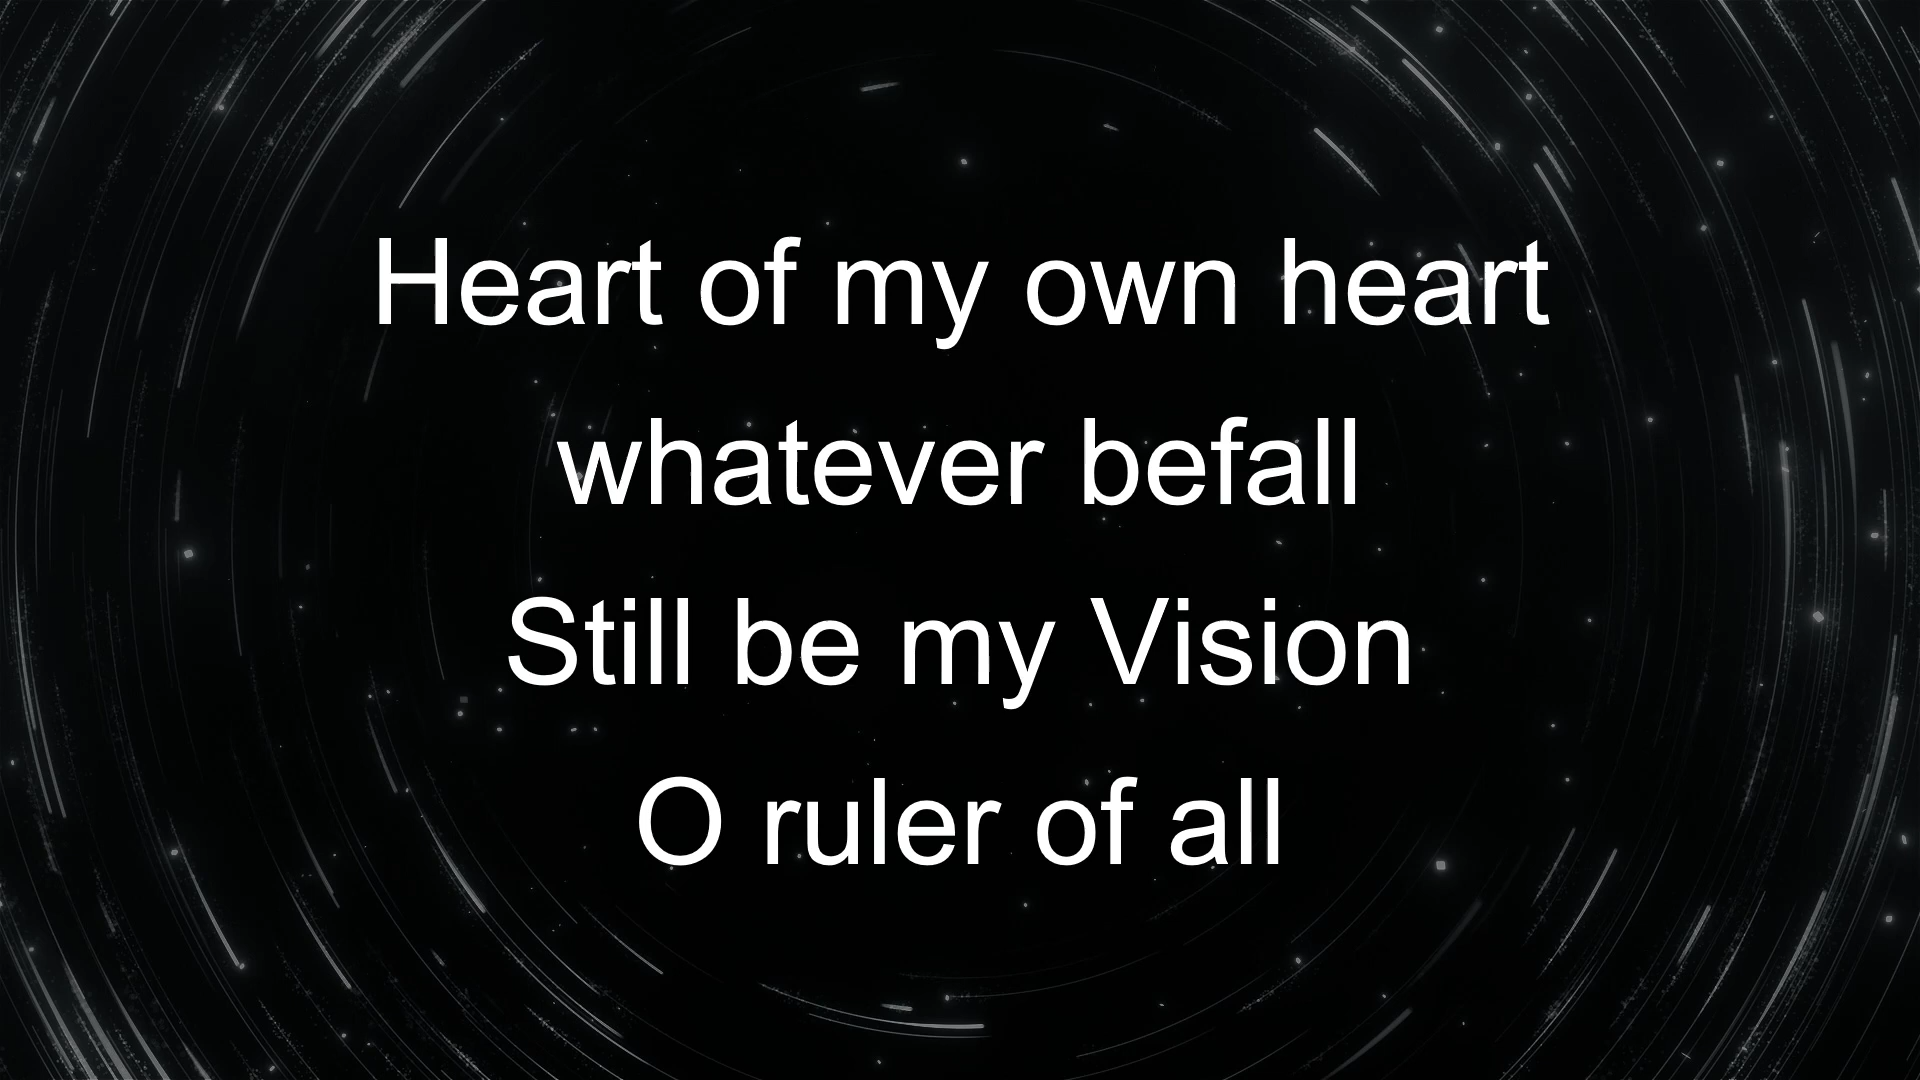 Heart of my own heart
whatever befall
Still be my Vision
O ruler of all